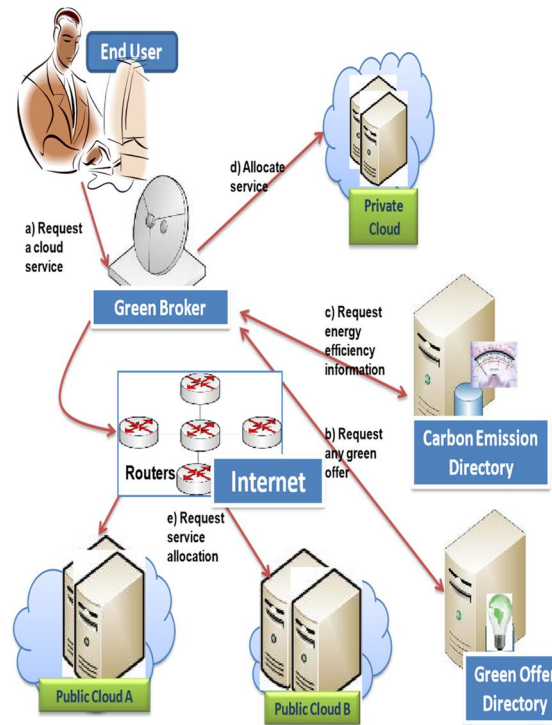 End User
d) Allocate
service
Private
Cloud
a) Request
a cloud
service
Green Broker
c) Request
energy
efficiency
information
Carbon Emission
Directory
b) Request
any green
offer
Routers
Internet
e) Request
service
allocation
Public Cloud A
Public Cloud B
Green Offer
Directory